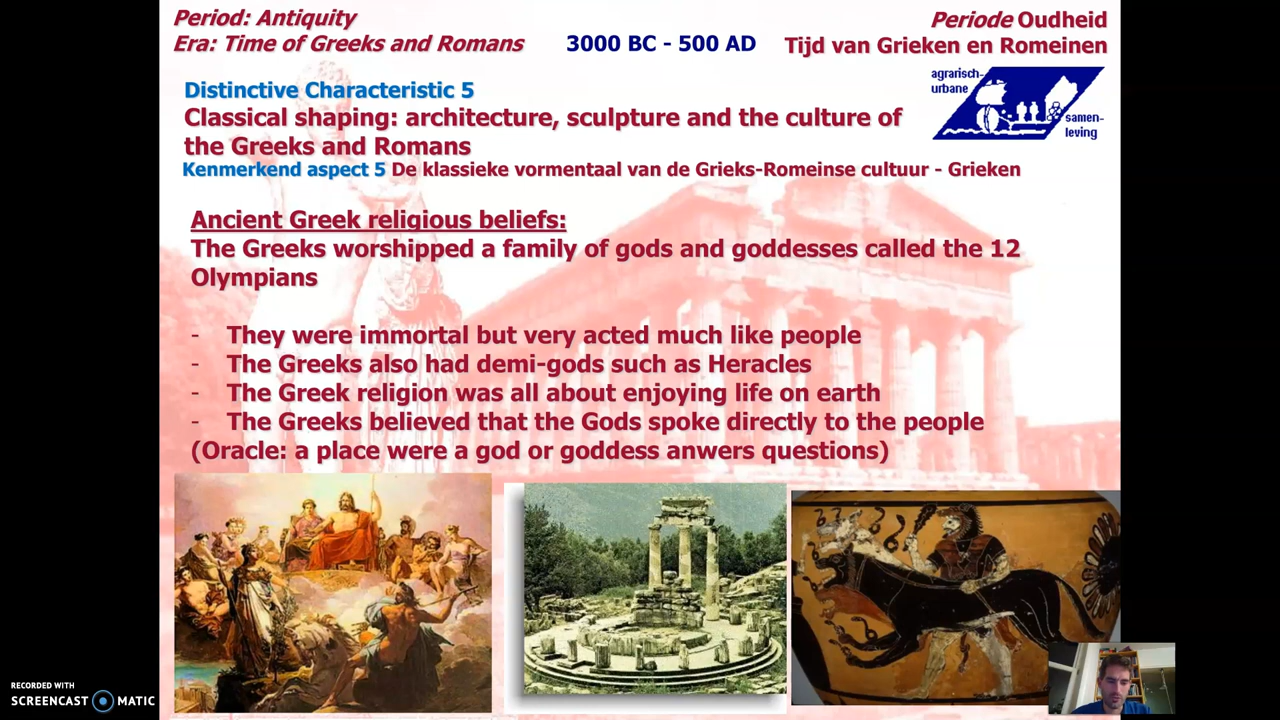 Period: Antiquity
Era: Time of Greeks and Romans
3000 BC - 500 AD
Periode Oudheid
Tijd van Grieken en Romeinen
agrarisch-
urbane
samen-
leving
Distinctive Characteristic 5
Classical shaping: architecture, sculpture and the culture of
the Greeks and Romans
Kenmerkend aspect 5 De klassieke vormentaal van de Grieks-Romeinse cultuur - Grieken
Ancient Greek religious beliefs:
The Greeks worshipped a family of gods and goddesses called the 12
Olympians
- They were immortal but very acted much like people
- The Greeks also had demi-gods such as Heracles
- The Greek religion was all about enjoying life on earth
- The Greeks believed that the Gods spoke directly to the people
(Oracle: a place were a god or goddess anwers questions)
RECORDED WITH
SCREENCAST MATIC